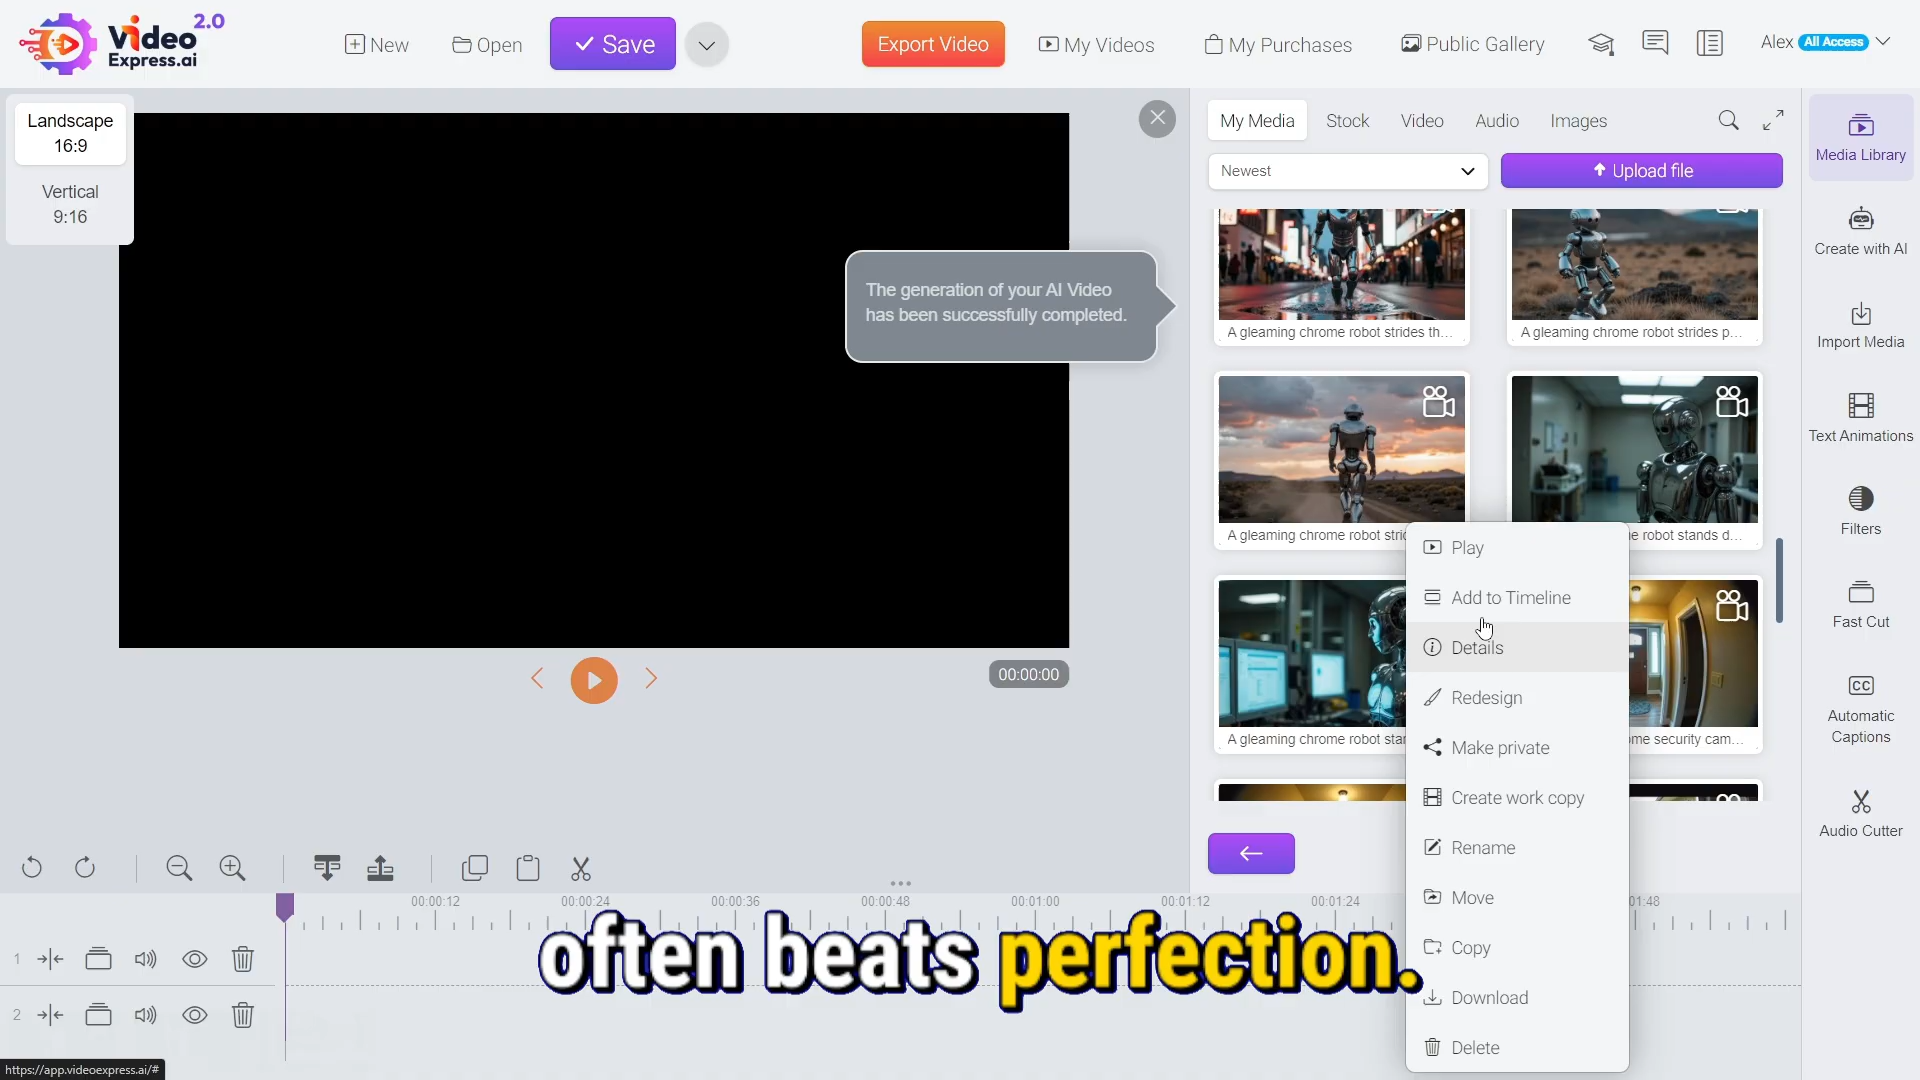 Video 2.0
Express.ai
New
Open
Save
Export Video
My Videos
My Purchases
Public Gallery
Alex All Access
Landscape
16:9
Vertical
9:16
The generation of your AI Video
has been successfully completed.
00:00:00
My Media
Stock
Video
Audio
Images
Newest
Upload file
A gleaming chrome robot strides th...
A gleaming chrome robot strides p...
A gleaming chrome robot stri
e robot stands d...
A gleaming chrome robot star
me security cam...
Play
Add to Timeline
Details
Redesign
Make private
Create work copy
Rename
Move
Copy
Download
Delete
Media Library
Create with AI
Import Media
Text Animations
Filters
Fast Cut
CC
Automatic
Captions
Audio Cutter
00:00:12
00:00:24
00:00:36
00:00:48
00:01:00
00:01:12
00:01:24
01:48
1
2
often beats perfection.
https://app.videoexpress.ai/#